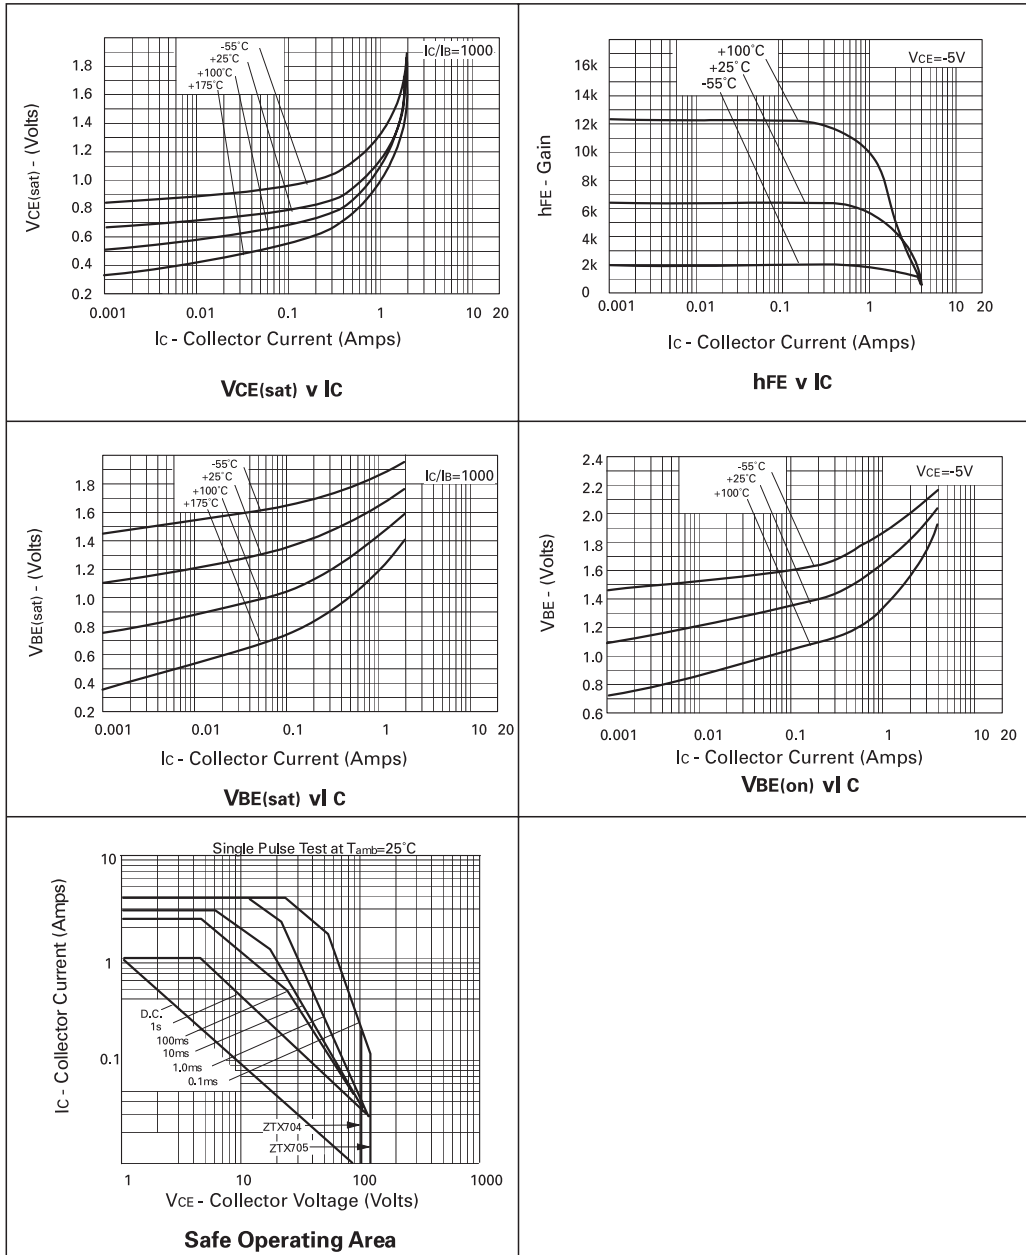 -55°C
+25°C
+100°C
+175°C
IC/IB=1000
1.8
1.6
1.4
1.2
1.0
0.8
0.6
0.4
0.2
VCE(sat) - (Volts)
0.001 0.01 0.1 1 10 20
IC - Collector Current (Amps)
VCE(sat) v IC
+100°C
+25°C
-55°C
VCE=-5V
16k
14k
12k
10k
8k
6k
4k
2k
0
hFE - Gain
0.001 0.01 0.1 1 10 20
IC - Collector Current (Amps)
hFE v IC
-55°C
+25°C
+100°C
+175°C
IC/IB=1000
1.8
1.6
1.4
1.2
1.0
0.8
0.6
0.4
0.2
VBE(sat) - (Volts)
0.001 0.01 0.1 1 10 20
IC - Collector Current (Amps)
VBE(sat) vI C
-55°C
+25°C
+100°C
VCE=-5V
2.4
2.2
2.0
1.8
1.6
1.4
1.2
1.0
0.8
0.6
VBE - (Volts)
0.001 0.01 0.1 1 10 20
IC - Collector Current (Amps)
VBE(on) vI C
Single Pulse Test at Tamb=25°C
10
1
0.1
IC - Collector Current (Amps)
D.C.
1s
100ms
10ms
1.0ms
0.1ms
ZTX704
ZTX705
1 10 100 1000
VCE - Collector Voltage (Volts)
Safe Operating Area